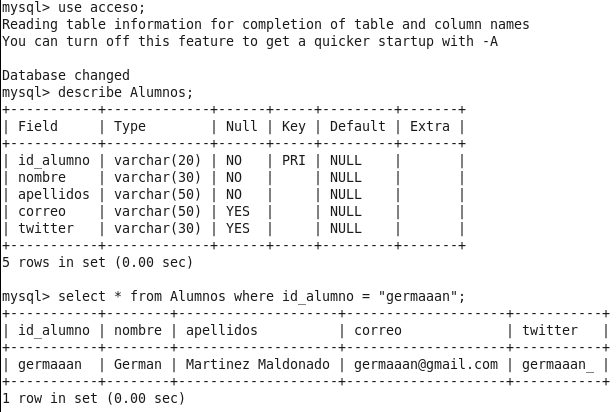 mysql> use acceso;
Reading table information for completion of table and column names
You can turn off this feature to get a quicker startup with -A

Database changed
mysql> describe Alumnos;
+-----------+-------------+------+-----+---------+-------+
| Field     | Type        | Null | Key | Default | Extra |
+-----------+-------------+------+-----+---------+-------+
| id_alumno | varchar(20) | NO   | PRI | NULL    |       |
| nombre    | varchar(30) | NO   |     | NULL    |       |
| apellidos | varchar(50) | NO   |     | NULL    |       |
| correo    | varchar(50) | YES  |     | NULL    |       |
| twitter   | varchar(30) | YES  |     | NULL    |       |
+-----------+-------------+------+-----+---------+-------+
5 rows in set (0.00 sec)

mysql> select * from Alumnos where id_alumno = "germaaan";
+-----------+--------+--------------------+--------------------+-----------+
| id_alumno | nombre | apellidos          | correo             | twitter   |
+-----------+--------+--------------------+--------------------+-----------+
| germaaan  | German | Martinez Maldonado | germaaan@gmail.com | germaaan_ |
+-----------+--------+--------------------+--------------------+-----------+
1 row in set (0.00 sec)